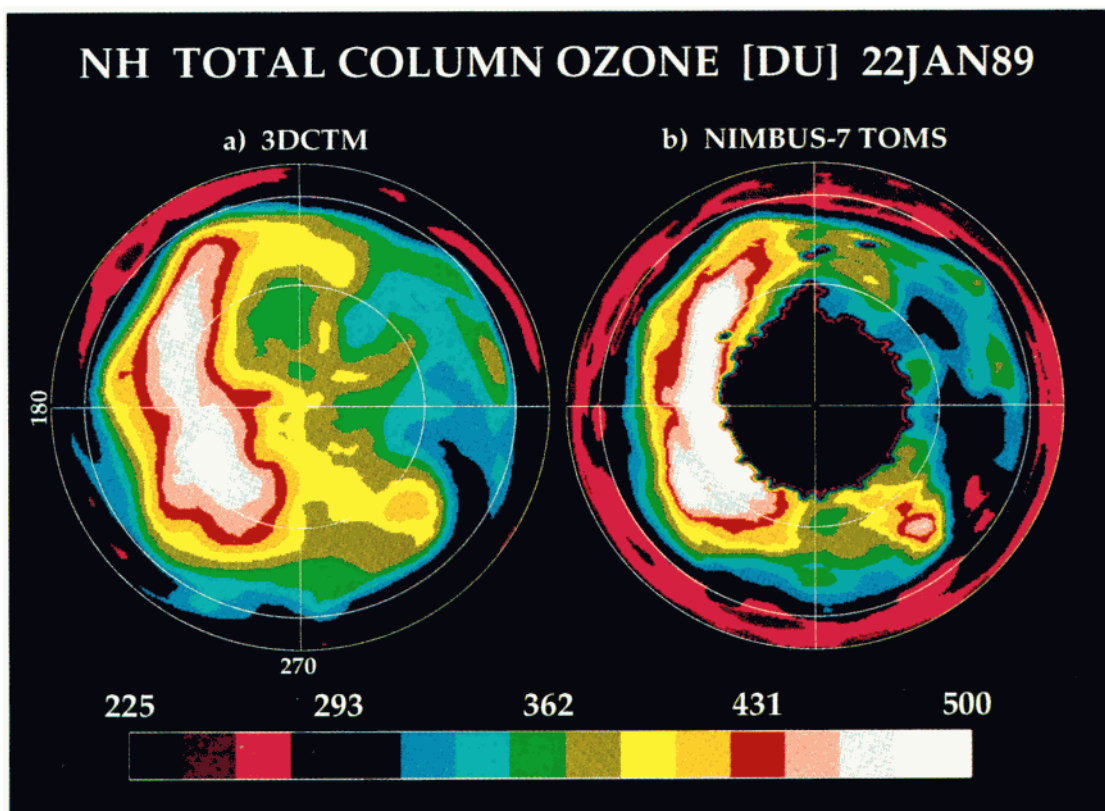 NH TOTAL COLUMN OZONE [DU] 22JAN89
a) 3DCTM
b) NIMBUS-7 TOMS
180
270
225 293 362 431 500